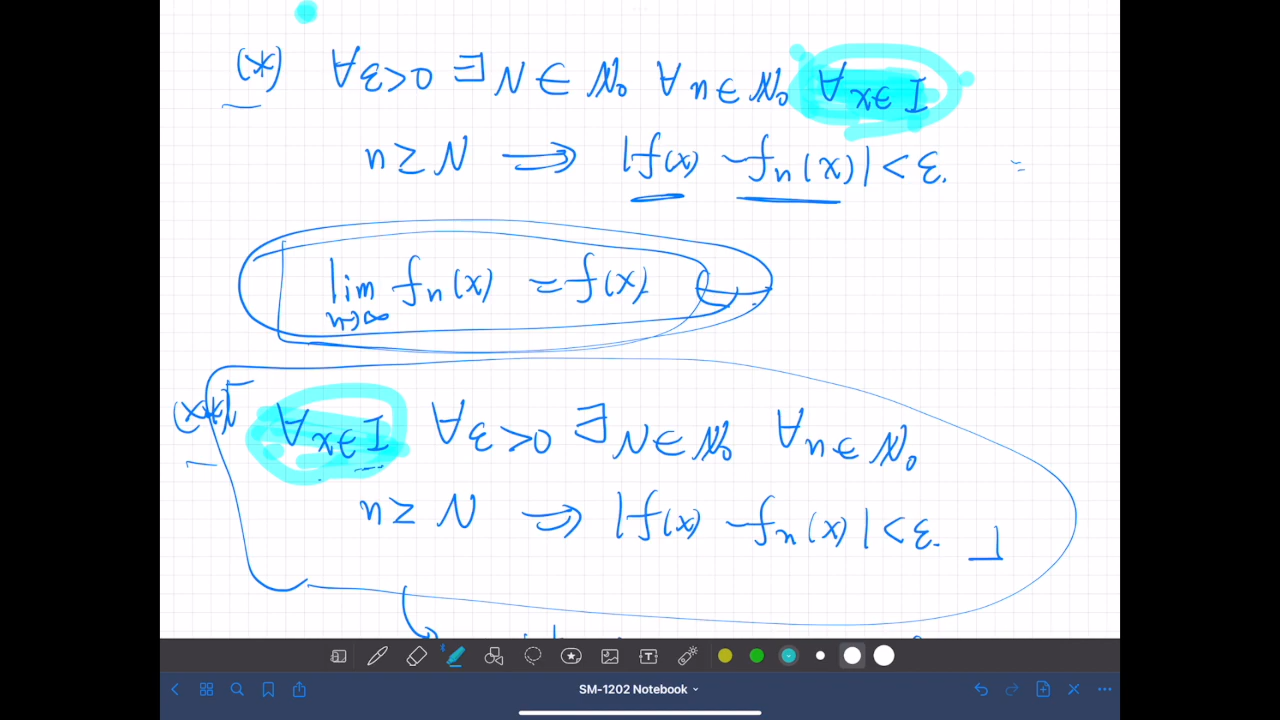 (*) ∀ε>0 ∃N∈ℕ₀ ∀n∈ℕ₀ ∀x∈I
n≥N ⟹ |f(x) -fₙ(x)|<ε.
lim fₙ(x) = f(x)
n→∞
(**) ∀x∈I ∀ε>0 ∃N∈ℕ₀ ∀n∈ℕ₀
n≥N ⟹ |f(x) -fₙ(x)|<ε.
SM-1202 Notebook